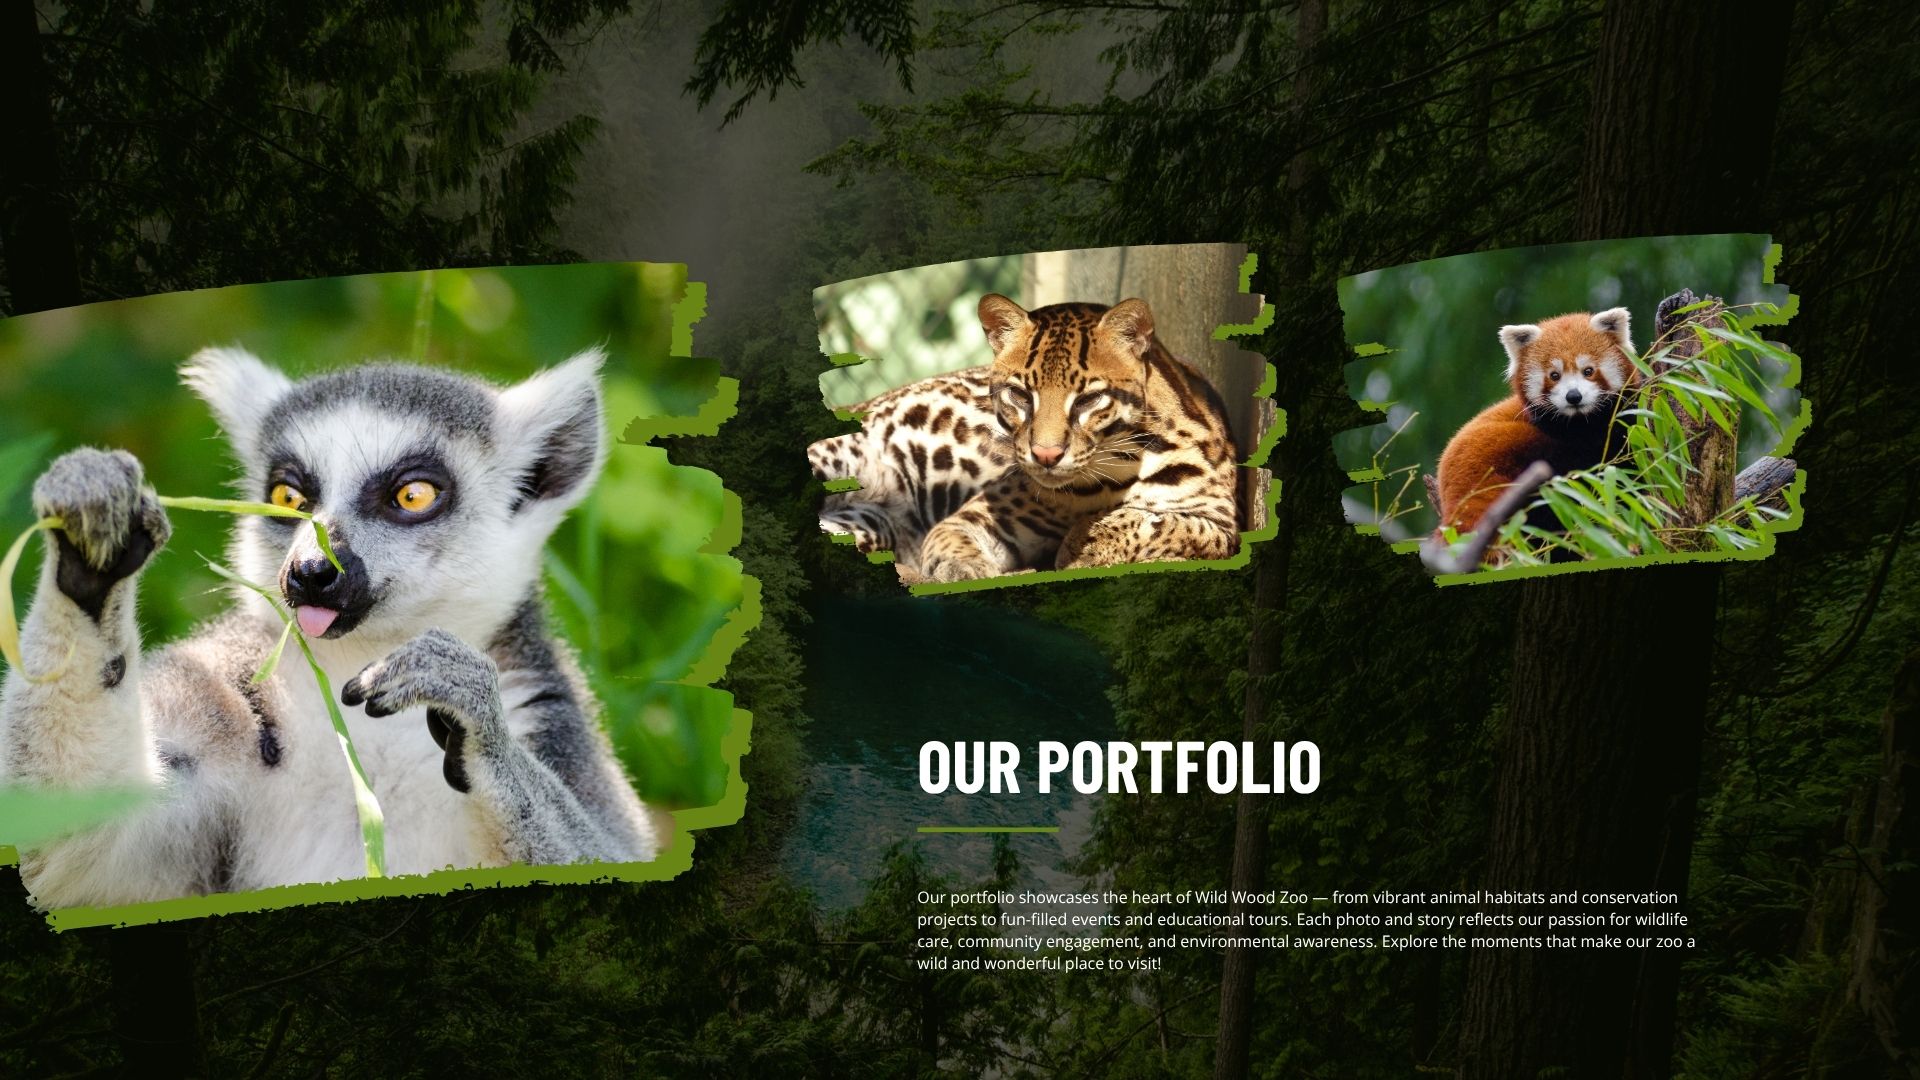 OUR PORTFOLIO
Our portfolio showcases the heart of Wild Wood Zoo — from vibrant animal habitats and conservation
projects to fun-filled events and educational tours. Each photo and story reflects our passion for wildlife
care, community engagement, and environmental awareness. Explore the moments that make our zoo a
wild and wonderful place to visit!